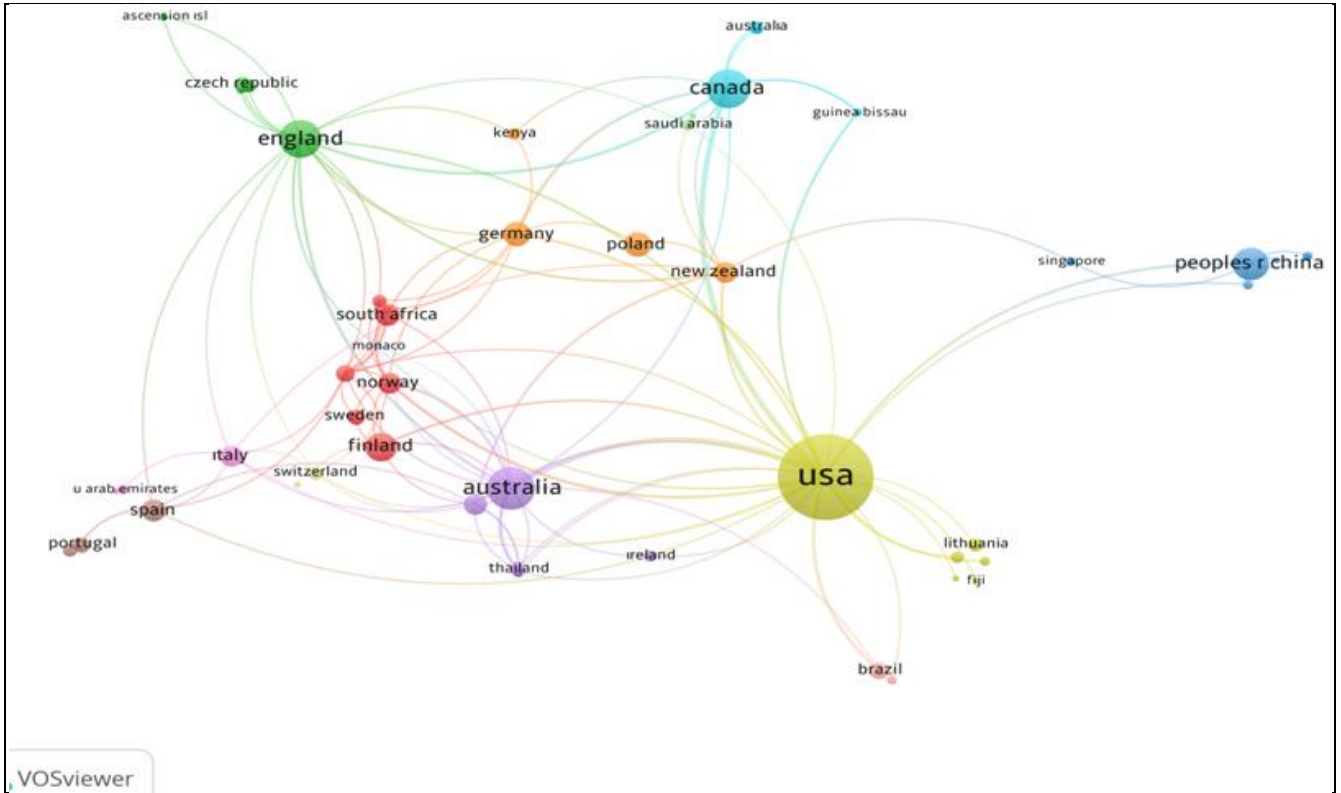 ascension isl
australia
czech republic
canada
guinea bissau
saudi arabia
kenya
england
germany
poland
new zealand
singapore
peoples r china
south africa
monaco
norway
sweden
finland
italy
switzerland
usa
u arab emirates
australia
spain
portugal
thailand
ireland
lithuania
fiji
brazil
VOSviewer